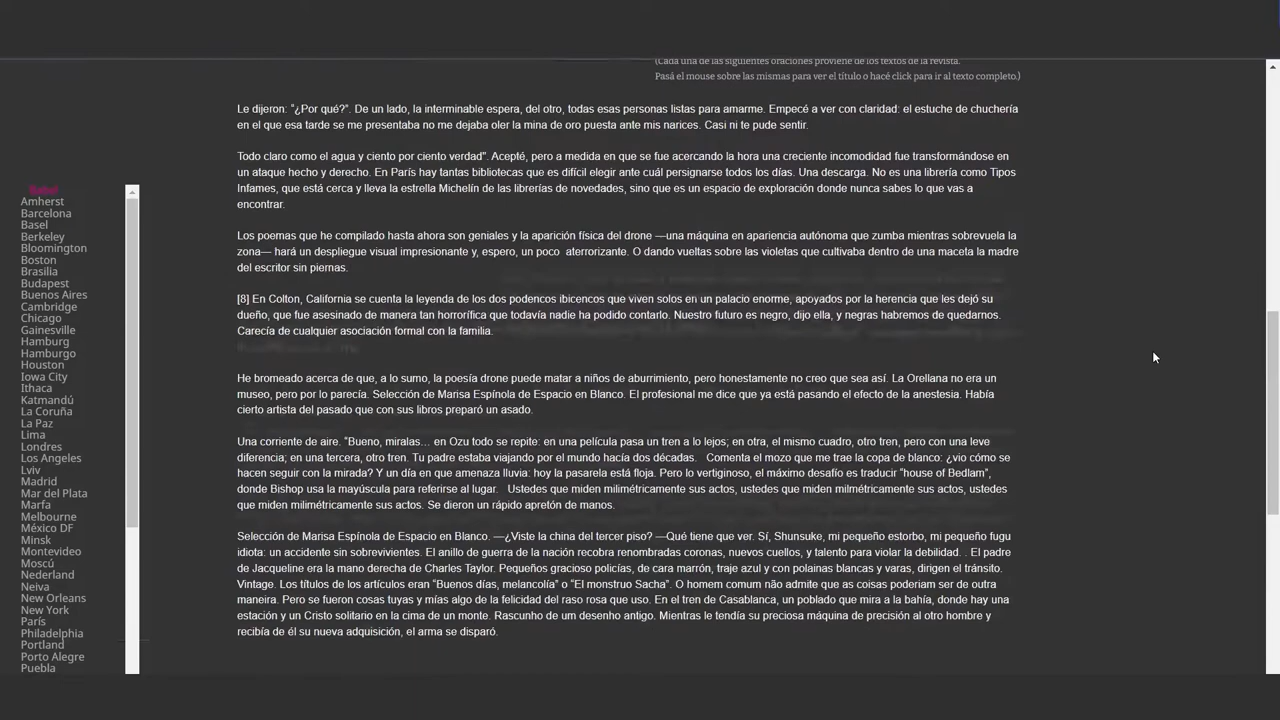 (Cada una de las siguientes oraciones proviene de los textos de la revista.
Pasá el mouse sobre las mismas para ver el título o hacé click para ir al texto completo.)
Le dijeron: "¿Por qué?". De un lado, la interminable espera, del otro, todas esas personas listas para amarme. Empecé a ver con claridad: el estuche de chuchería
en el que esa tarde se me presentaba no me dejaba oler la mina de oro puesta ante mis narices. Casi ni te pude sentir.
Todo claro como el agua y ciento por ciento verdad". Acepté, pero a medida en que se fue acercando la hora una creciente incomodidad fue transformándose en
un ataque hecho y derecho. En París hay tantas bibliotecas que es difícil elegir ante cuál persignarse todos los días. Una descarga. No es una librería como Tipos
Infames, que está cerca y lleva la estrella Michelín de las librerías de novedades, sino que es un espacio de exploración donde nunca sabes lo que vas a
encontrar.
Los poemas que he compilado hasta ahora son geniales y la aparición física del drone —una máquina en apariencia autónoma que zumba mientras sobrevuela la
zona— hará un despliegue visual impresionante y, espero, un poco aterrorizante. O dando vueltas sobre las violetas que cultivaba dentro de una maceta la madre
del escritor sin piernas.
[8] En Colton, California se cuenta la leyenda de los dos podencos ibicencos que viven solos en un palacio enorme, apoyados por la herencia que les dejó su
dueño, que fue asesinado de manera tan horrorífica que todavía nadie ha podido contarlo. Nuestro futuro es negro, dijo ella, y negras habremos de quedarnos.
Carecía de cualquier asociación formal con la familia.
He bromeado acerca de que, a lo sumo, la poesía drone puede matar a niños de aburrimiento, pero honestamente no creo que sea así. La Orellana no era un
museo, pero por lo parecía. Selección de Marisa Espínola de Espacio en Blanco. El profesional me dice que ya está pasando el efecto de la anestesia. Había
cierto artista del pasado que con sus libros preparó un asado.
Una corriente de aire. “Bueno, miralas… en Ozu todo se repite: en una película pasa un tren a lo lejos; en otra, el mismo cuadro, otro tren, pero con una leve
diferencia; en una tercera, otro tren. Tu padre estaba viajando por el mundo hacía dos décadas. Comenta el mozo que me trae la copa de blanco: ¿vio cómo se
hacen seguir con la mirada? Y un día en que amenaza lluvia: hoy la pasarela está floja. Pero lo vertiginoso, el máximo desafío es traducir “house of Bedlam”,
donde Bishop usa la mayúscula para referirse al lugar. Ustedes que miden milimétricamente sus actos, ustedes que miden milmétricamente sus actos, ustedes
que miden milimétricamente sus actos. Se dieron un rápido apretón de manos.
Selección de Marisa Espínola de Espacio en Blanco. —¿Viste la china del tercer piso? —Qué tiene que ver. Sí, Shunsuke, mi pequeño estorbo, mi pequeño fugu
idiota: un accidente sin sobrevivientes. El anillo de guerra de la nación recobra renombradas coronas, nuevos cuellos, y talento para violar la debilidad. . El padre
de Jacqueline era la mano derecha de Charles Taylor. Pequeños gracioso policías, de cara marrón, traje azul y con polainas blancas y varas, dirigen el tránsito.
Vintage. Los títulos de los artículos eran “Buenos días, melancolía” o “El monstruo Sacha”. O homem comum não admite que as coisas poderiam ser de outra
maneira. Pero se fueron cosas tuyas y mías algo de la felicidad del raso rosa que uso. En el tren de Casablanca, un poblado que mira a la bahía, donde hay una
estación y un Cristo solitario en la cima de un monte. Rascunho de um desenho antigo. Mientras le tendía su preciosa máquina de precisión al otro hombre y
recibía de él su nueva adquisición, el arma se disparó.
Babel
Amherst
Barcelona
Basel
Berkeley
Bloomington
Boston
Brasilia
Budapest
Buenos Aires
Cambridge
Chicago
Gainesville
Hamburg
Hamburgo
Houston
Iowa City
Ithaca
Katmandú
La Coruña
La Paz
Lima
Londres
Los Angeles
Lviv
Madrid
Mar del Plata
Marfa
Melbourne
México DF
Minsk
Montevideo
Moscú
Nederland
Neiva
New Orleans
New York
París
Philadelphia
Portland
Porto Alegre
Puebla